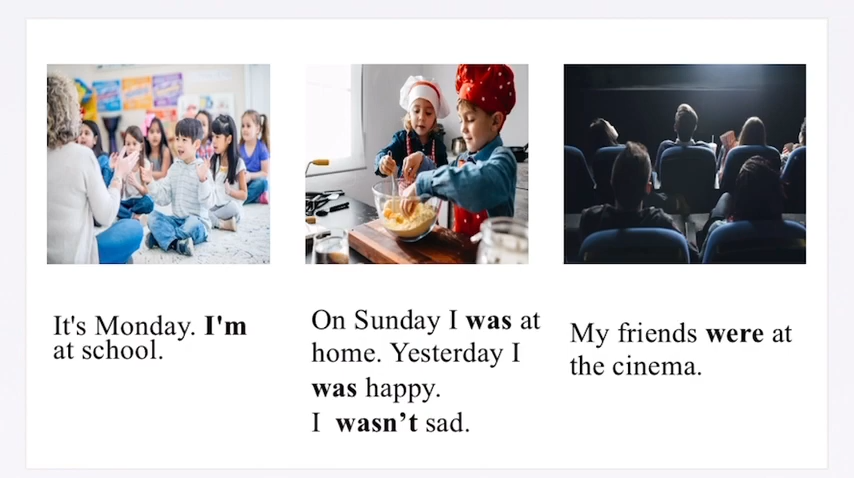 It's Monday. I'm
at school.
On Sunday I was at
home. Yesterday I
was happy.
I wasn't sad.
My friends were at
the cinema.